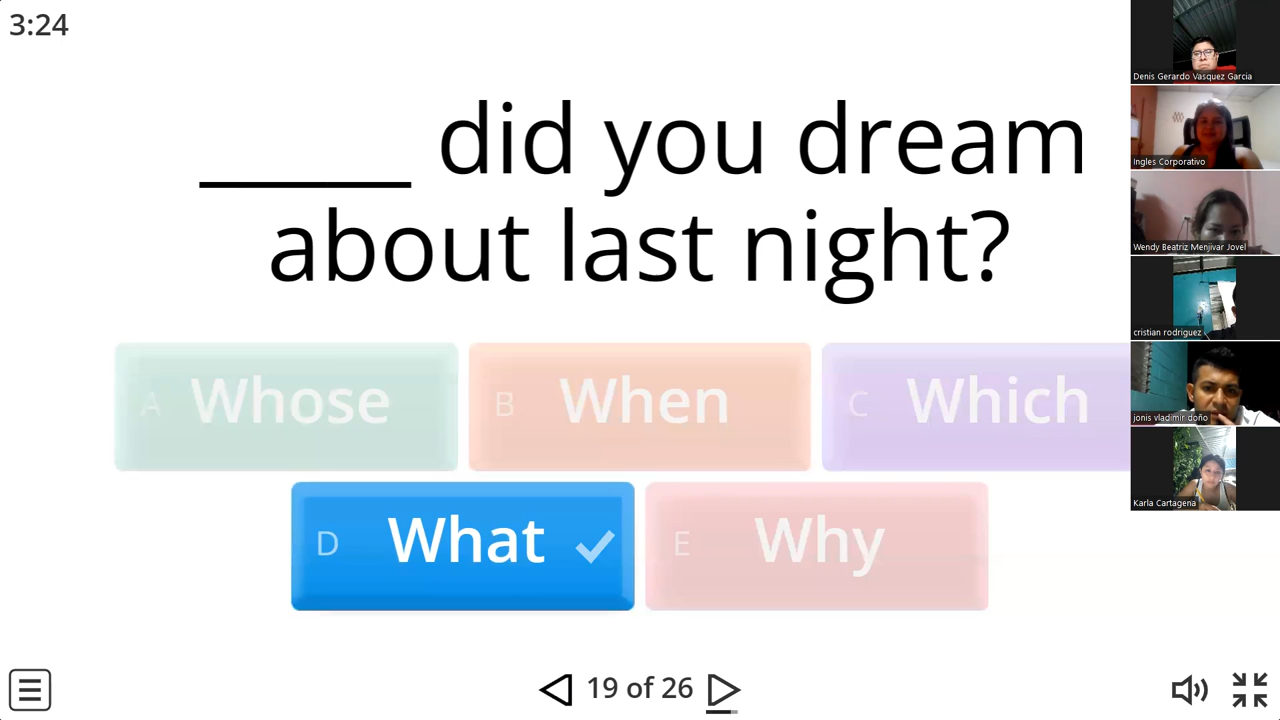 3:24
______ did you dream
about last night?
A Whose
B When
C Which
D What
E Why
19 of 26
Denis Gerardo Vasquez Garcia
Ingles Corporativo
Wendy Beatriz Menjivar Jovel
cristian rodriguez
jonis vladimir doño
Karla Cartagena